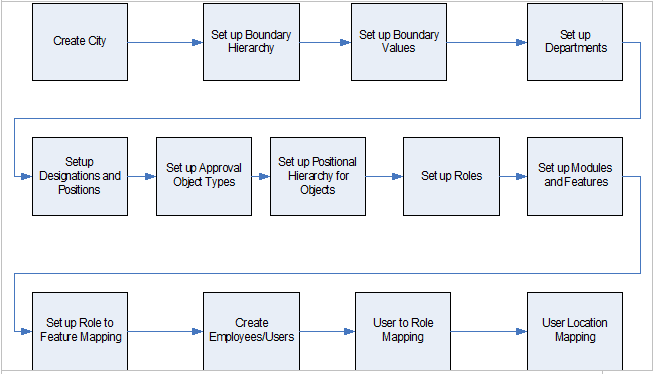 Create City
Set up Boundary
Hierarchy
Set up Boundary
Values
Set up
Departments
Setup
Designations and
Positions
Set up Approval
Object Types
Set up Positional
Hierarchy for
Objects
Set up Roles
Set up Modules
and Features
Set up Role to
Feature Mapping
Create
Employees/Users
User to Role
Mapping
User Location
Mapping